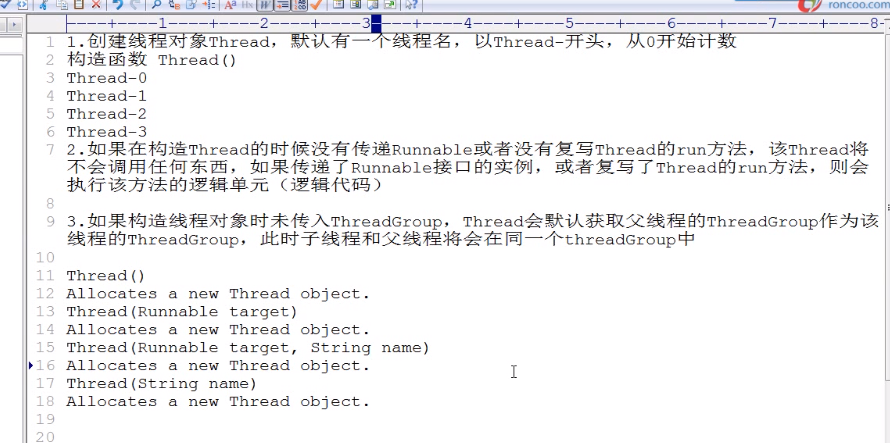 roncoo.com
1
2
3
4
5
6
7
8
1 1.创建线程对象Thread，默认有一个线程名，以Thread-开头，从0开始计数
2 构造函数 Thread()
3 Thread-0
4 Thread-1
5 Thread-2
6 Thread-3
7 2.如果在构造Thread的时候没有传递Runnable或者没有复写Thread的run方法，该Thread将
不会调用任何东西，如果传递了Runnable接口的实例，或者复写了Thread的run方法，则会
执行该方法的逻辑单元（逻辑代码）
8
9 3.如果构造线程对象时未传入ThreadGroup，Thread会默认获取父线程的ThreadGroup作为该
线程的ThreadGroup，此时子线程和父线程将会在同一个threadGroup中
10
11 Thread()
12 Allocates a new Thread object.
13 Thread(Runnable target)
14 Allocates a new Thread object.
15 Thread(Runnable target, String name)
16 Allocates a new Thread object.
17 Thread(String name)
18 Allocates a new Thread object.
19
20